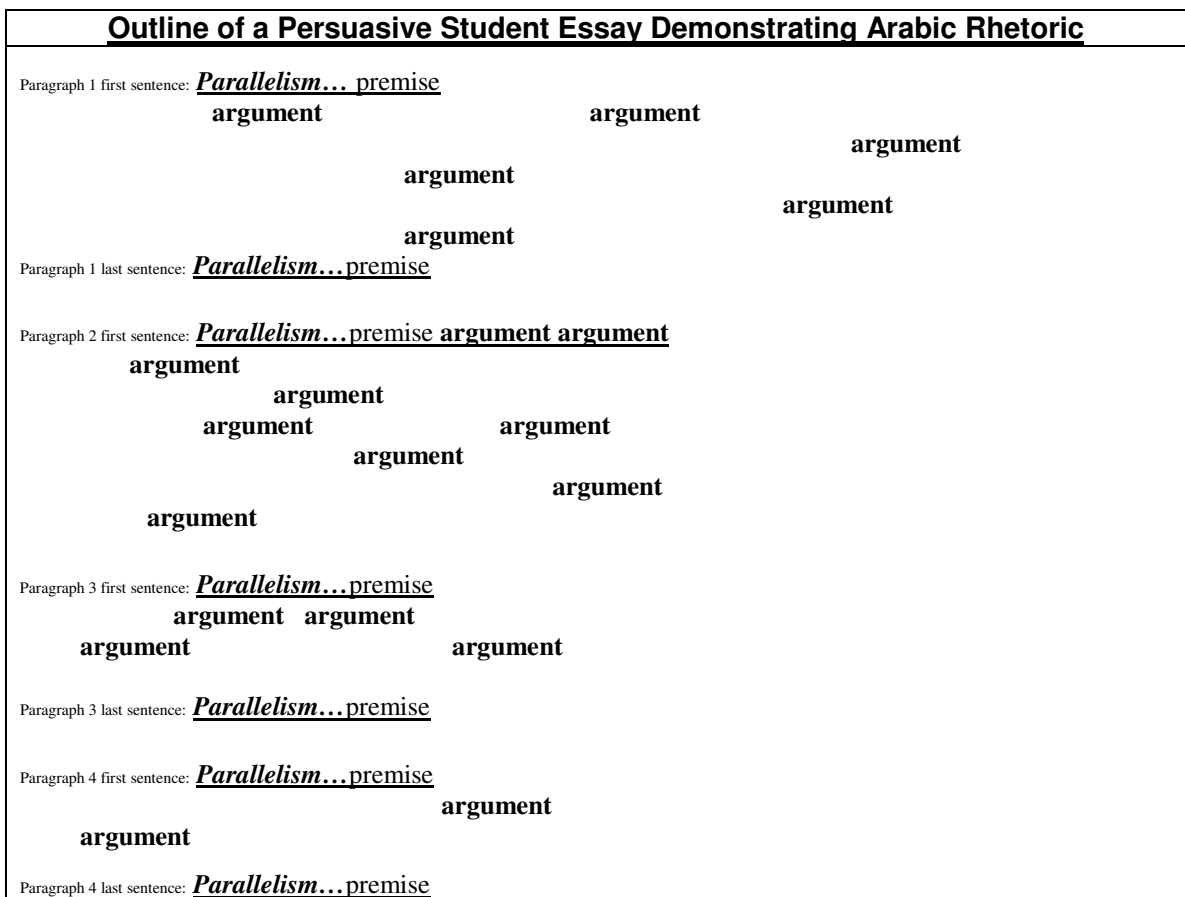 Outline of a Persuasive Student Essay Demonstrating Arabic Rhetoric
Paragraph 1 first sentence: Parallelism… premise
argument argument
argument
argument
argument
argument
Paragraph 1 last sentence: Parallelism…premise
Paragraph 2 first sentence: Parallelism…premise argument argument
argument
argument
argument argument
argument
argument
argument
Paragraph 3 first sentence: Parallelism…premise
argument argument
argument argument
Paragraph 3 last sentence: Parallelism…premise
Paragraph 4 first sentence: Parallelism…premise
argument
argument
Paragraph 4 last sentence: Parallelism…premise